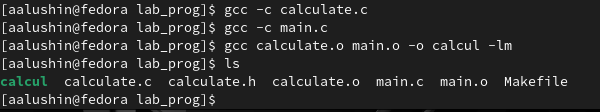 [aalushin@fedora lab_prog]$ gcc -c calculate.c
[aalushin@fedora lab_prog]$ gcc -c main.c
[aalushin@fedora lab_prog]$ gcc calculate.o main.o -o calcul -lm
[aalushin@fedora lab_prog]$ ls
calcul  calculate.c  calculate.h  calculate.o  main.c  main.o  Makefile
[aalushin@fedora lab_prog]$